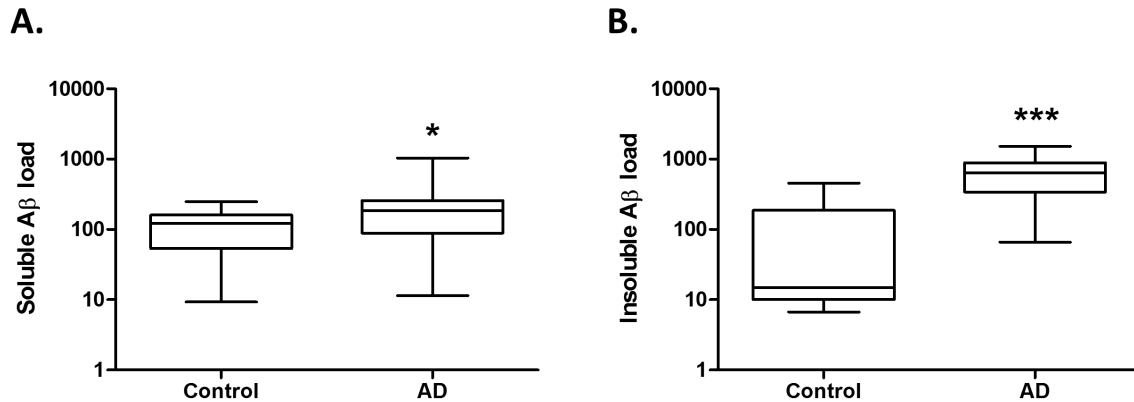 A.
Soluble Aβ load
10000
1000
100
10
1
*
Control
AD
B.
Insoluble Aβ load
10000
1000
100
10
1
***
Control
AD